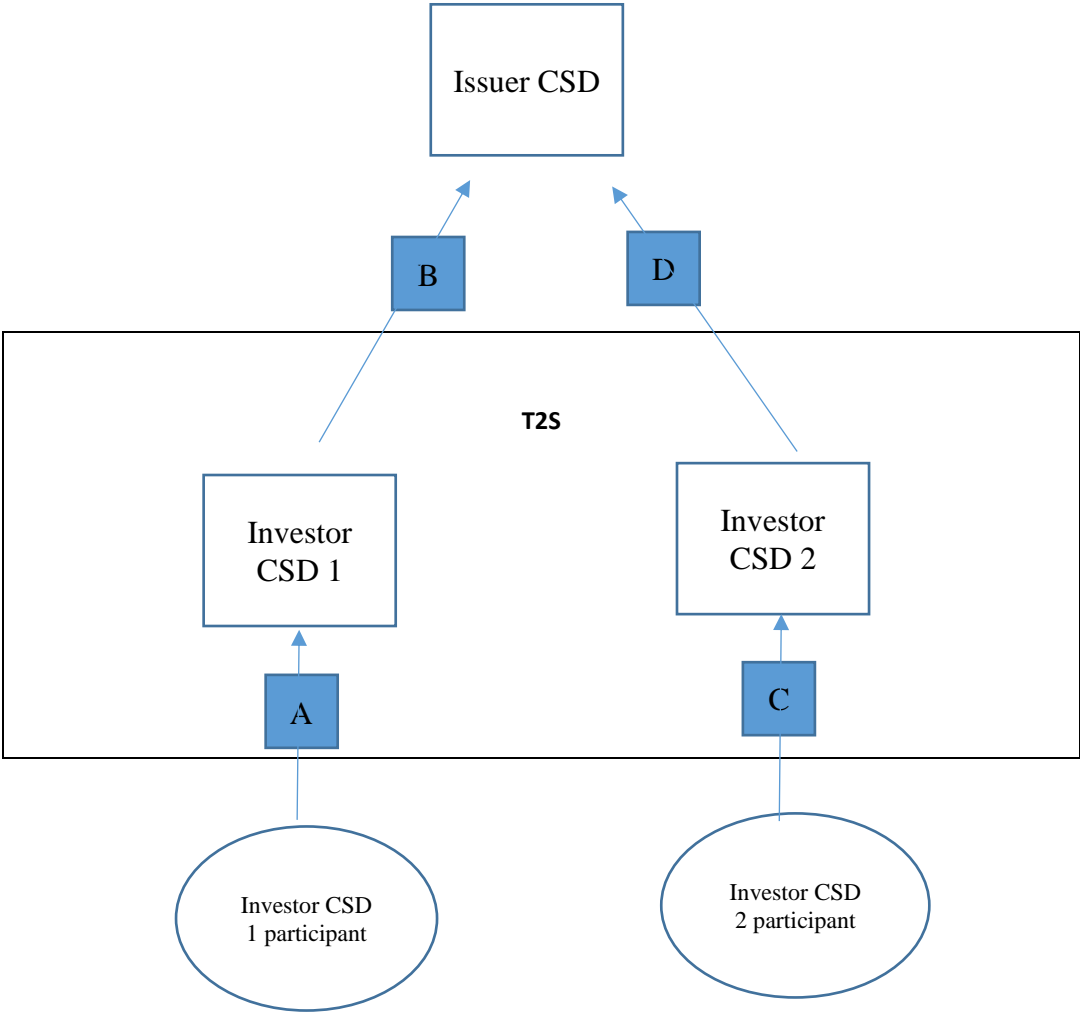 Issuer CSD
B
D
T2S
Investor
CSD 1
Investor
CSD 2
A
C
Investor CSD
1 participant
Investor CSD
2 participant